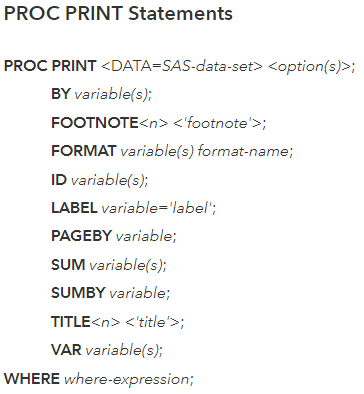 PROC PRINT Statements
PROC PRINT <DATA=SAS-data-set> <option(s)>;
BY variable(s);
FOOTNOTE<n> <'footnote'>;
FORMAT variable(s) format-name;
ID variable(s);
LABEL variable='label';
PAGEBY variable;
SUM variable(s);
SUMBY variable;
TITLE<n> <'title'>;
VAR variable(s);
WHERE where-expression;